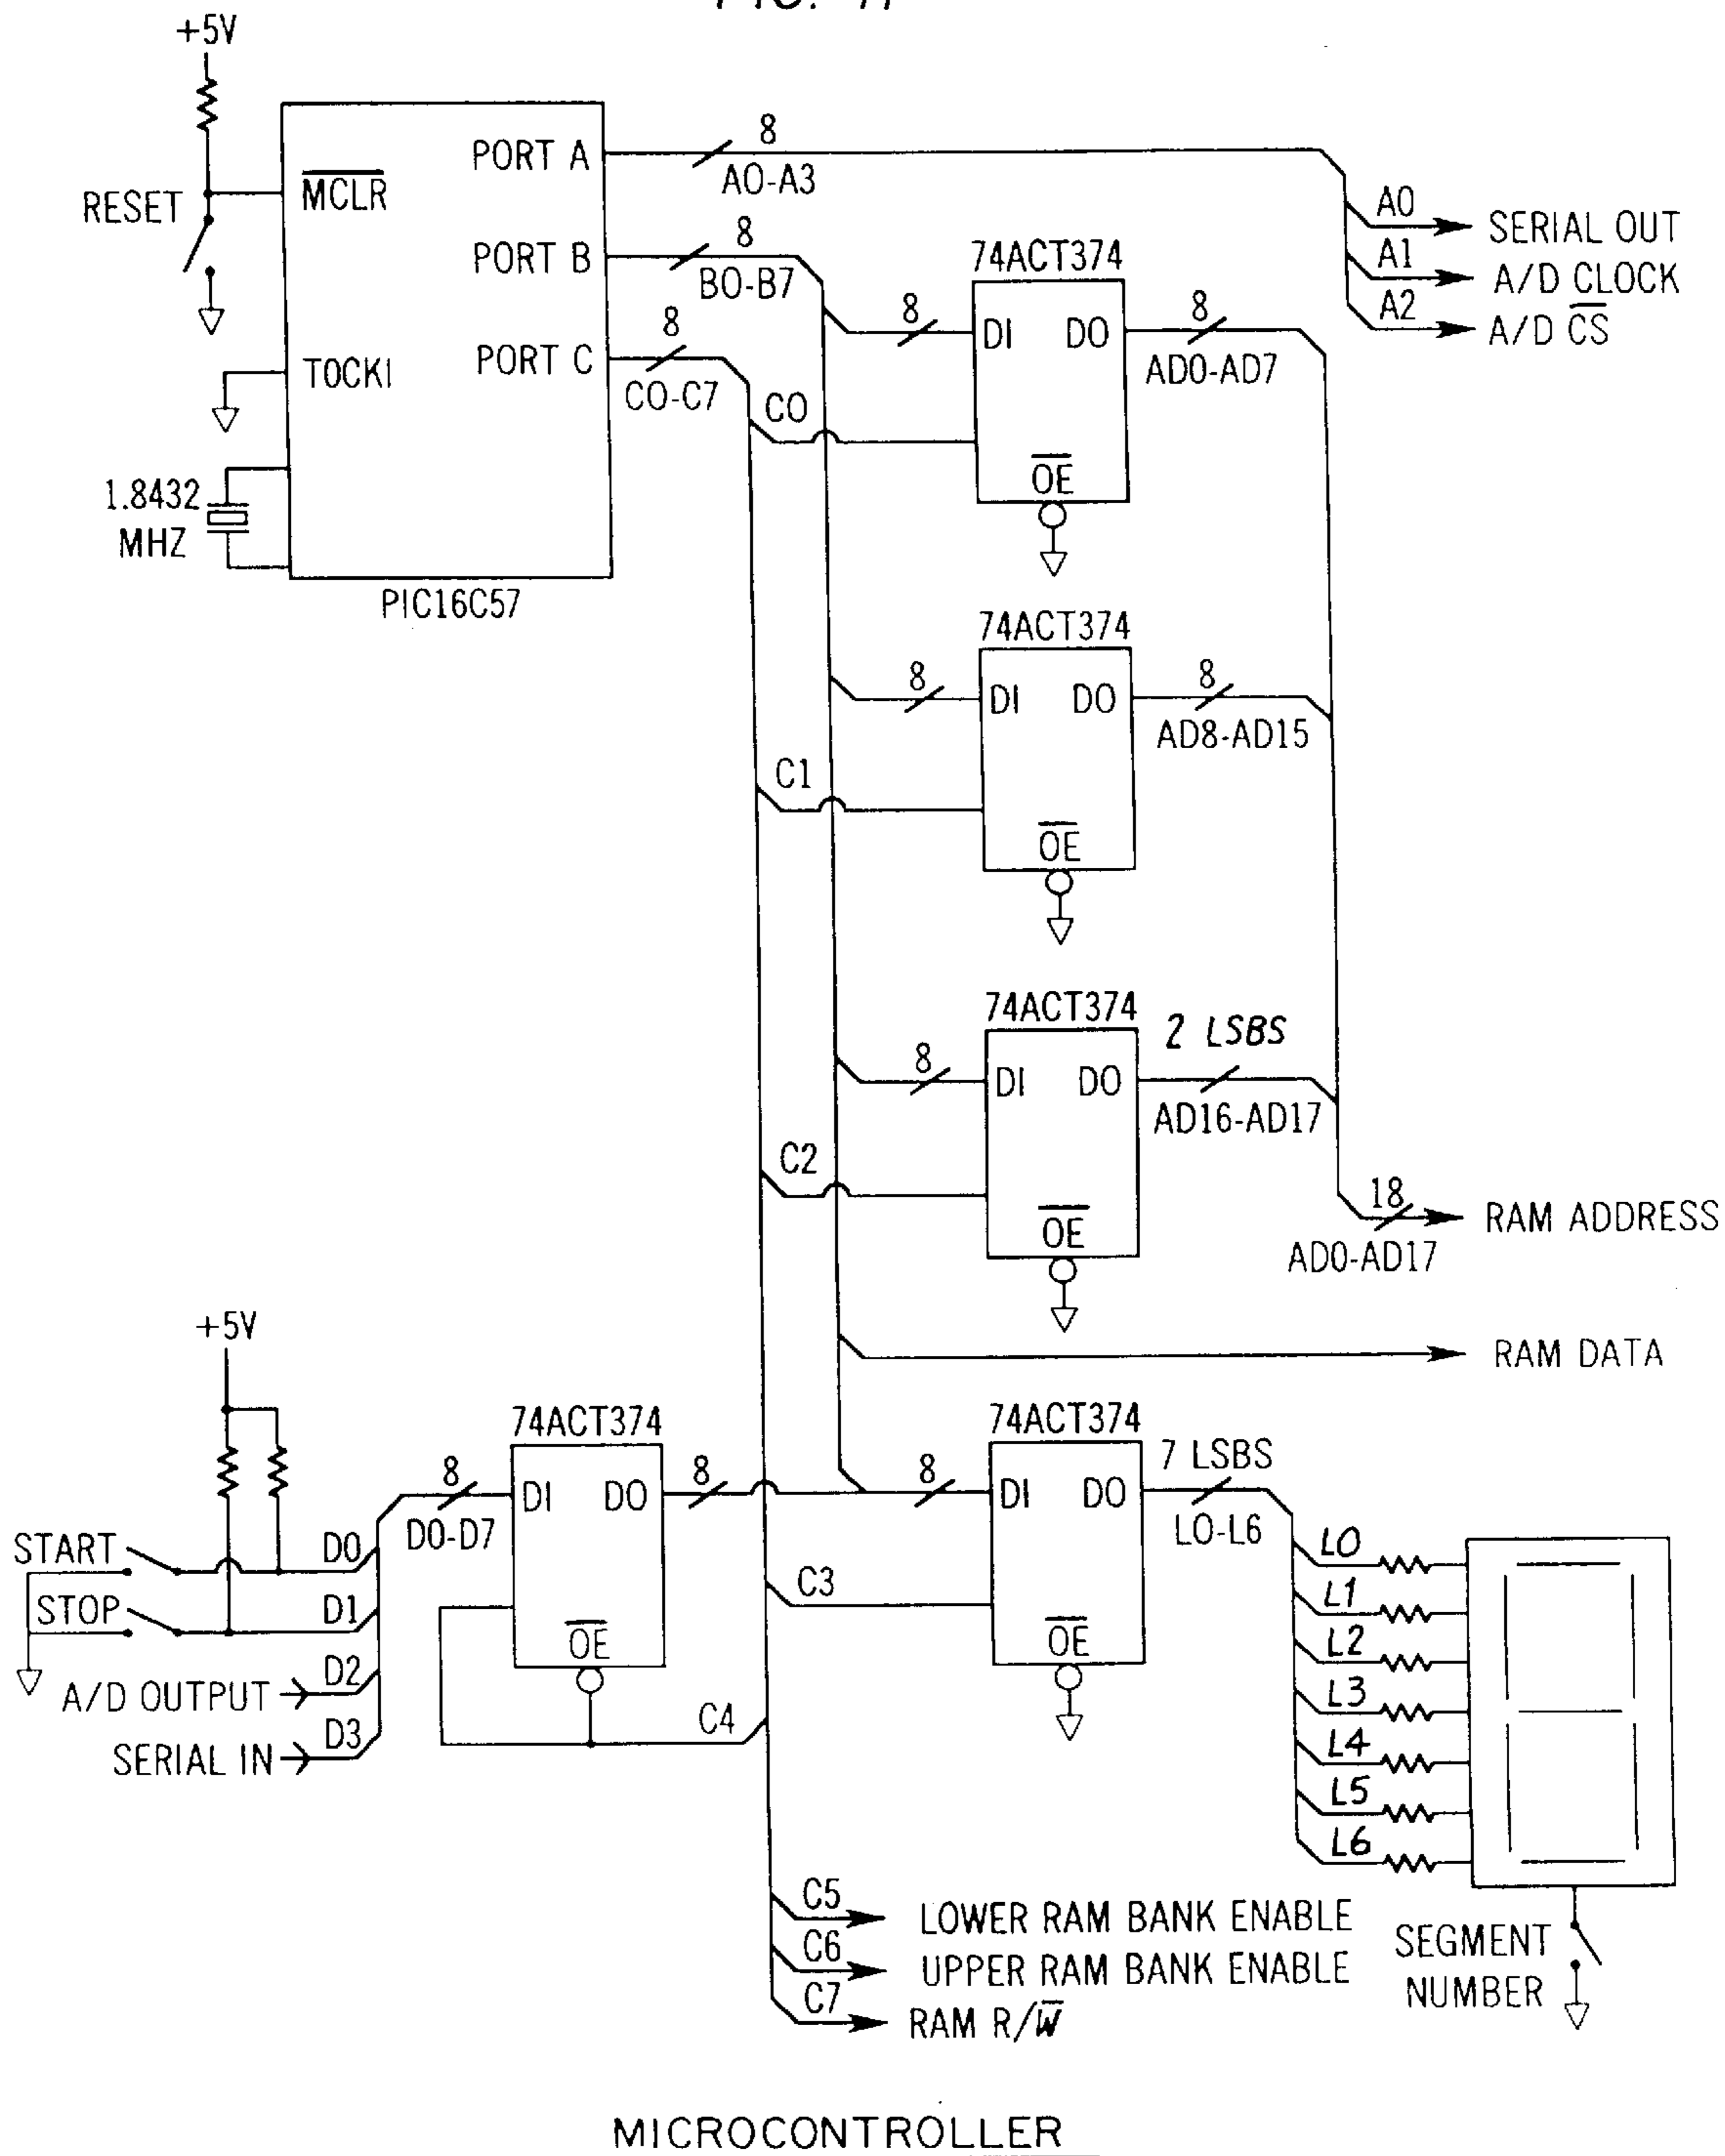 +5V
8
PORT A
A0-A3
MCLR
RESET
A0
SERIAL OUT
8
PORT B
B0-B7
74ACT374
A1
A/D CLOCK
A2
A/D CS
8
DI
DO
8
AD0-AD7
8
PORT C
C0-C7
TOCKI
C0
OE
1.8432
MHZ
PIC16C57
74ACT374
8
DI
DO
8
AD8-AD15
C1
OE
74ACT374
2 LSBS
8
DI
DO
AD16-AD17
C2
OE
18
RAM ADDRESS
AD0-AD17
+5V
RAM DATA
74ACT374
74ACT374
8
DI
DO
8
8
DI
DO
7 LSBS
D0-D7
L0-L6
START
D0
STOP
D1
OE
C3
OE
A/D OUTPUT
D2
C4
SERIAL IN
D3
L0
L1
L2
L3
L4
L5
L6
C5
LOWER RAM BANK ENABLE
C6
UPPER RAM BANK ENABLE
C7
RAM R/W
SEGMENT
NUMBER
MICROCONTROLLER